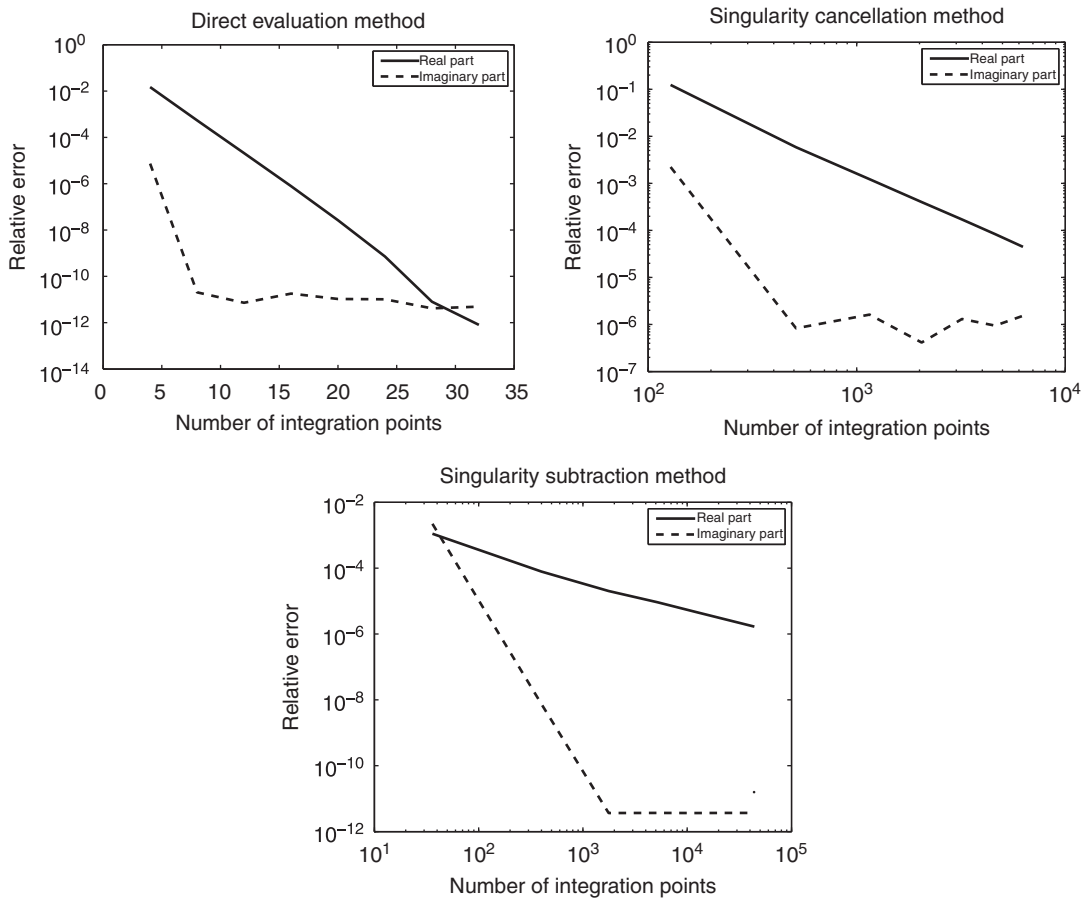 Direct evaluation method
10^0
10^−2
10^−4
10^−6
10^−8
10^−10
10^−12
10^−14
Relative error
Real part
Imaginary part
0 5 10 15 20 25 30 35
Number of integration points
Singularity cancellation method
10^0
10^−1
10^−2
10^−3
10^−4
10^−5
10^−6
10^−7
Relative error
Real part
Imaginary part
10^2 10^3 10^4
Number of integration points
Singularity subtraction method
10^−2
10^−4
10^−6
10^−8
10^−10
10^−12
Relative error
Real part
Imaginary part
10^1 10^2 10^3 10^4 10^5
Number of integration points